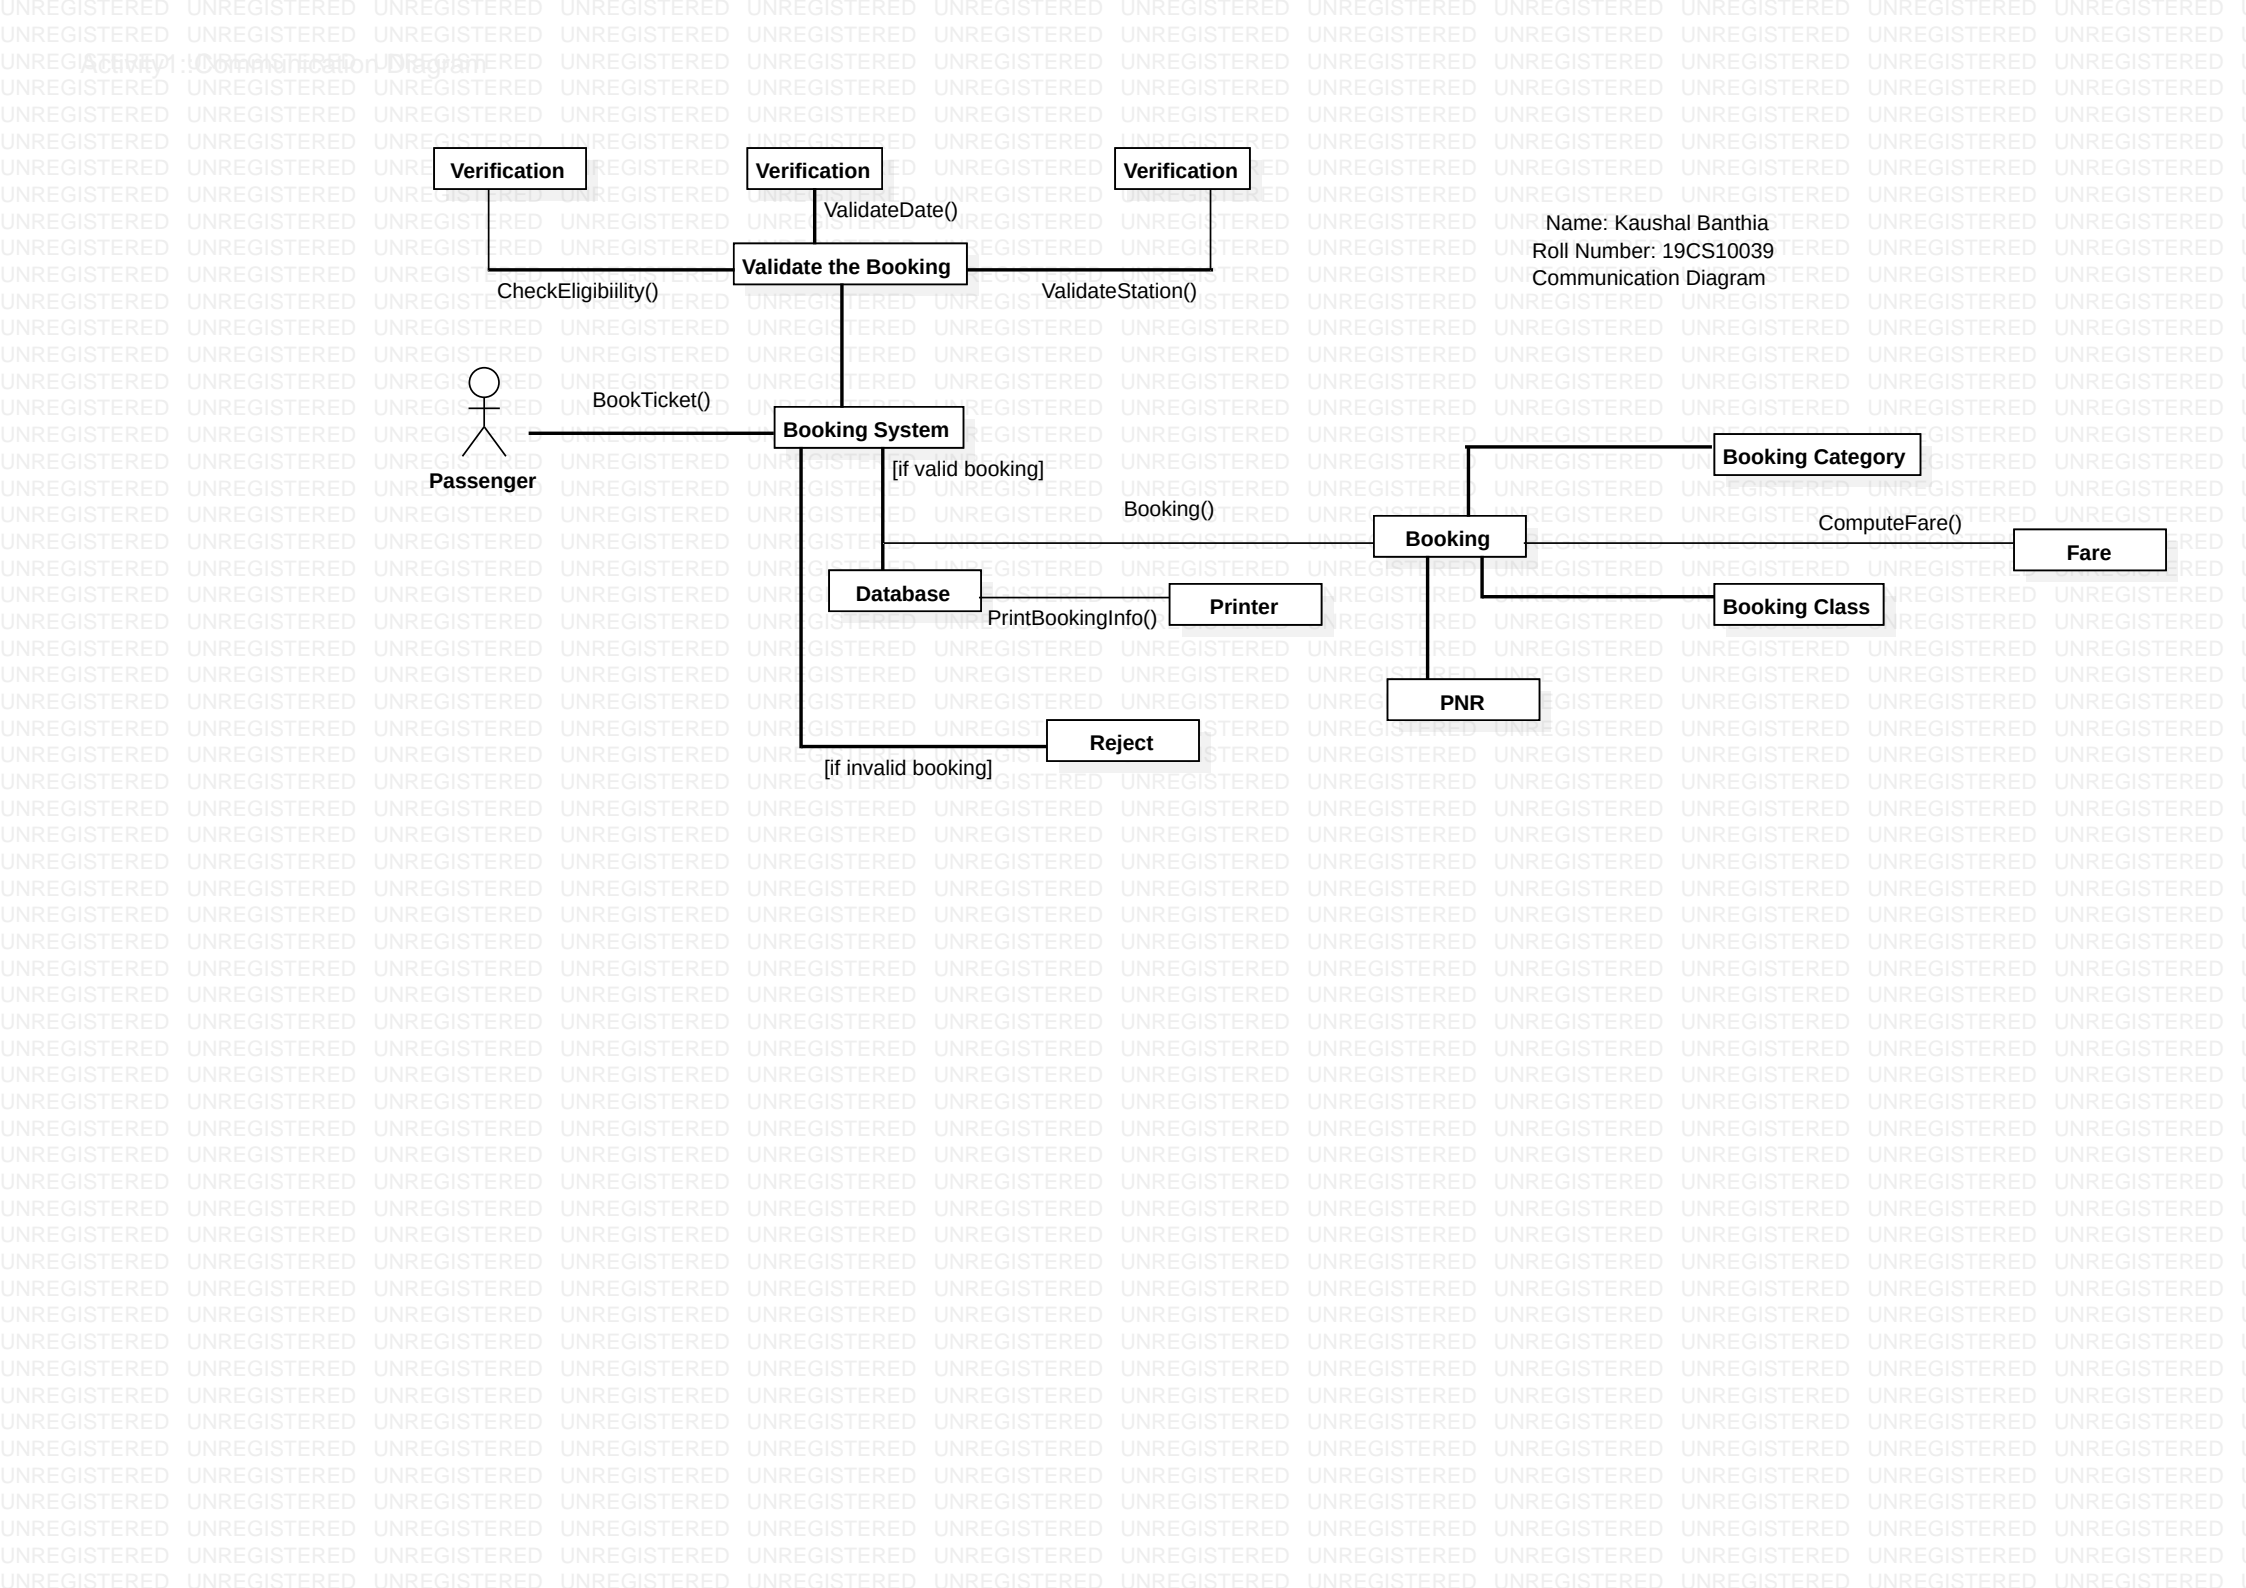 Activity1::Communication Diagram
Verification
Verification
Verification
ValidateDate()
Name: Kaushal Banthia
Roll Number: 19CS10039
Communication Diagram
Validate the Booking
CheckEligibiility()
ValidateStation()
BookTicket()
Booking System
Passenger
[if valid booking]
Booking Category
Booking()
Booking
ComputeFare()
Fare
Database
PrintBookingInfo()
Printer
Booking Class
PNR
Reject
[if invalid booking]
UNREGISTERED